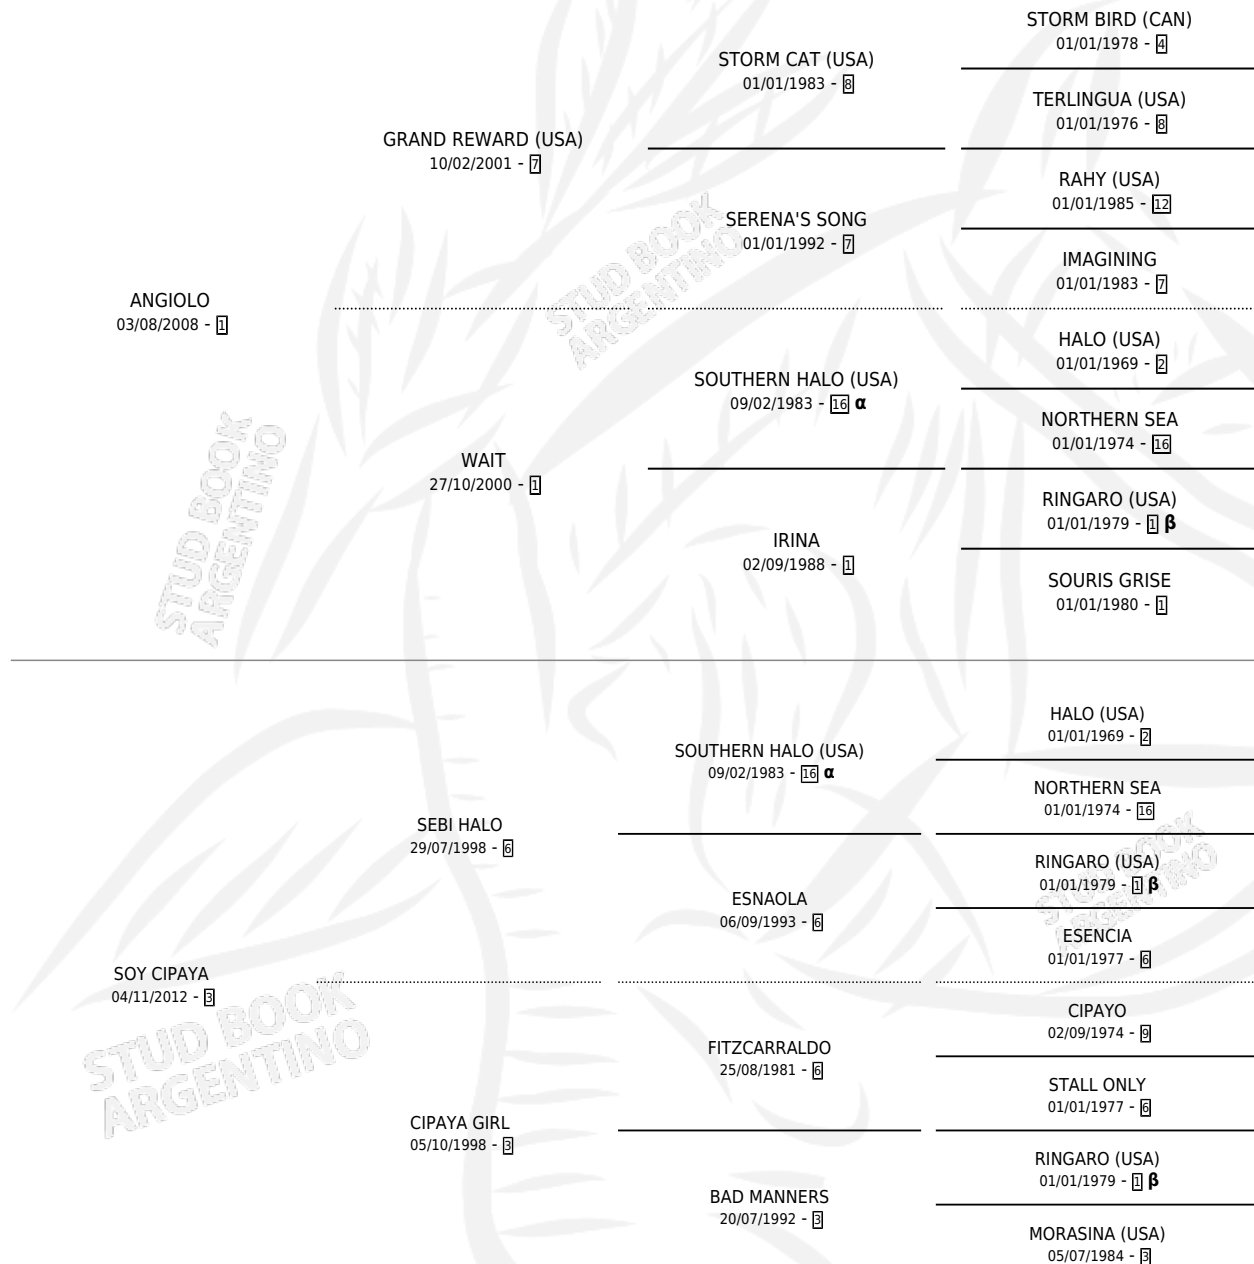 STORM BIRD (CAN)
01/01/1978 - 4
STORM CAT (USA)
01/01/1983 - 8
TERLINGUA (USA)
01/01/1976 - 8
GRAND REWARD (USA)
10/02/2001 - 7
RAHY (USA)
01/01/1985 - 12
SERENA'S SONG
01/01/1992 - 7
IMAGINING
01/01/1983 - 7
ANGIOLO
03/08/2008 - 1
HALO (USA)
01/01/1969 - 2
SOUTHERN HALO (USA)
09/02/1983 - 16 α
NORTHERN SEA
01/01/1974 - 16
WAIT
27/10/2000 - 1
RINGARO (USA)
01/01/1979 - 1 β
IRINA
02/09/1988 - 1
SOURIS GRISE
01/01/1980 - 1
HALO (USA)
01/01/1969 - 2
SOUTHERN HALO (USA)
09/02/1983 - 16 α
NORTHERN SEA
01/01/1974 - 16
SEBI HALO
29/07/1998 - 6
RINGARO (USA)
01/01/1979 - 1 β
ESNAOLA
06/09/1993 - 6
ESENCIA
01/01/1977 - 6
SOY CIPAYA
04/11/2012 - 3
CIPAYO
02/09/1974 - 9
FITZCARRALDO
25/08/1981 - 6
STALL ONLY
01/01/1977 - 6
CIPAYA GIRL
05/10/1998 - 3
RINGARO (USA)
01/01/1979 - 1 β
BAD MANNERS
20/07/1992 - 3
MORASINA (USA)
05/07/1984 - 3
STUD BOOK
ARGENTINO
STUD BOOK
ARGENTINO
STUD BOOK
ARGENTINO
STUD BOOK
ARGENTINO